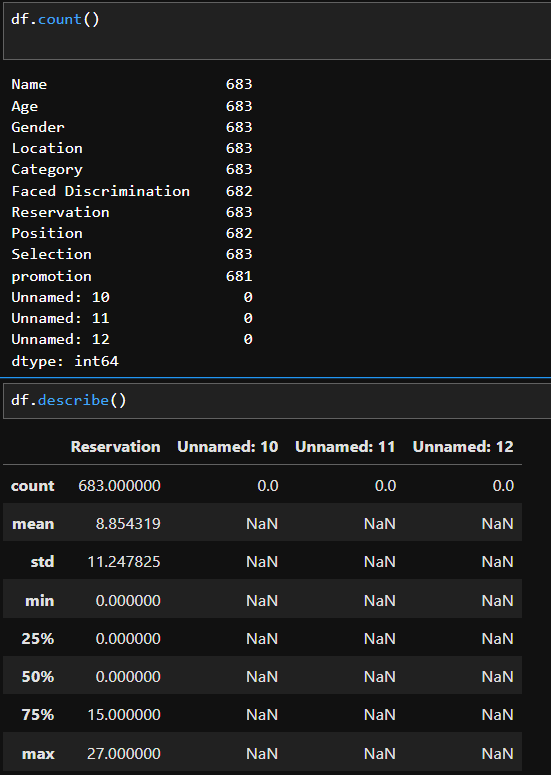 df.count()
Name 683
Age 683
Gender 683
Location 683
Category 683
Faced Discrimination 682
Reservation 683
Position 682
Selection 683
promotion 681
Unnamed: 10 0
Unnamed: 11 0
Unnamed: 12 0
dtype: int64
df.describe()
Reservation Unnamed: 10 Unnamed: 11 Unnamed: 12
count 683.000000 0.0 0.0 0.0
mean 8.854319 NaN NaN NaN
std 11.247825 NaN NaN NaN
min 0.000000 NaN NaN NaN
25% 0.000000 NaN NaN NaN
50% 0.000000 NaN NaN NaN
75% 15.000000 NaN NaN NaN
max 27.000000 NaN NaN NaN